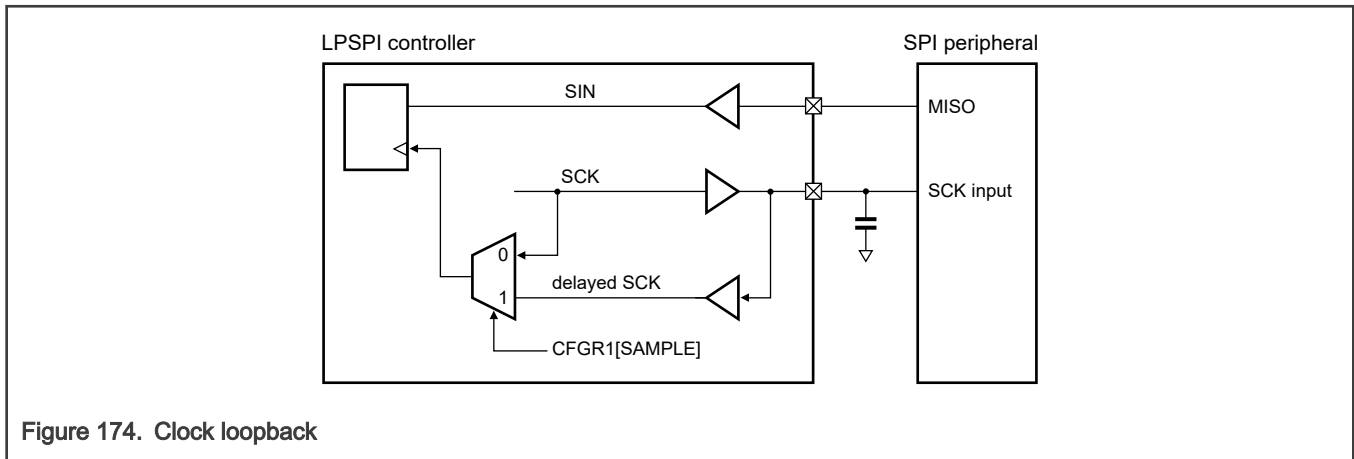 LPSPI controller
SPI peripheral
SIN
MISO
SCK
SCK input
0
delayed SCK
1
CFGR1[SAMPLE]
Figure 174. Clock loopback